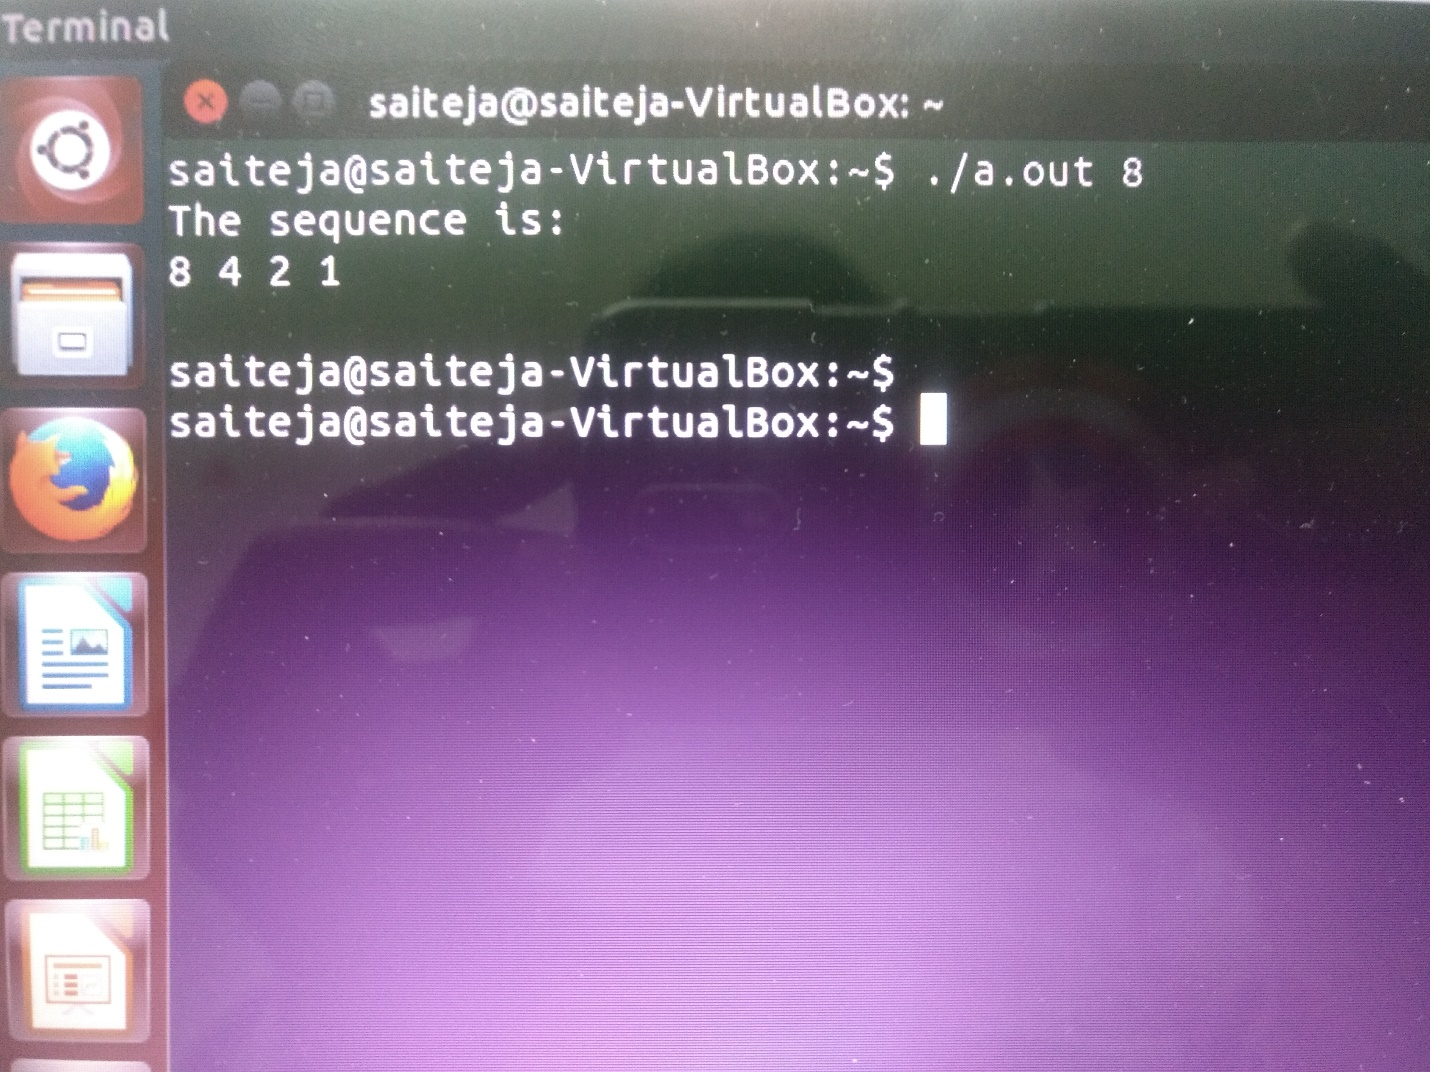 Terminal
saiteja@saiteja-VirtualBox: ~
saiteja@saiteja-VirtualBox:~$ ./a.out 8
The sequence is:
8 4 2 1
saiteja@saiteja-VirtualBox:~$
saiteja@saiteja-VirtualBox:~$